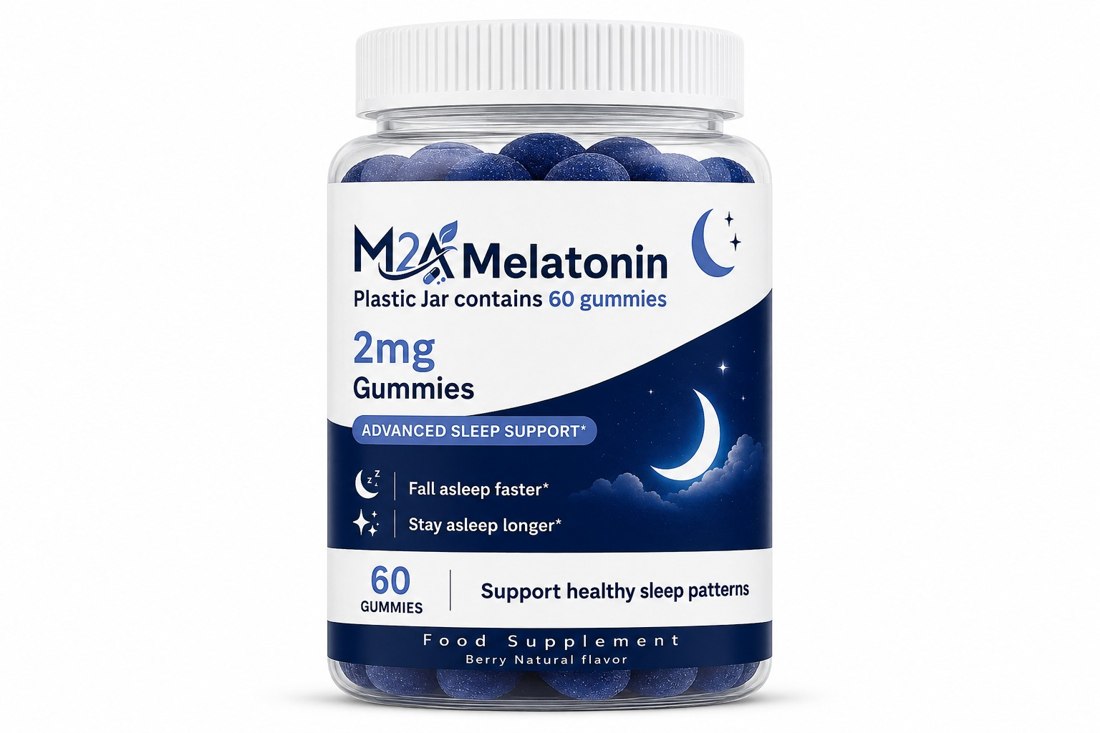 M2A Melatonin
Plastic Jar contains 60 gummies
2mg
Gummies
ADVANCED SLEEP SUPPORT*
z z z
Fall asleep faster*
Stay asleep longer*
60
GUMMIES
Support healthy sleep patterns
Food Supplement
Berry Natural flavor